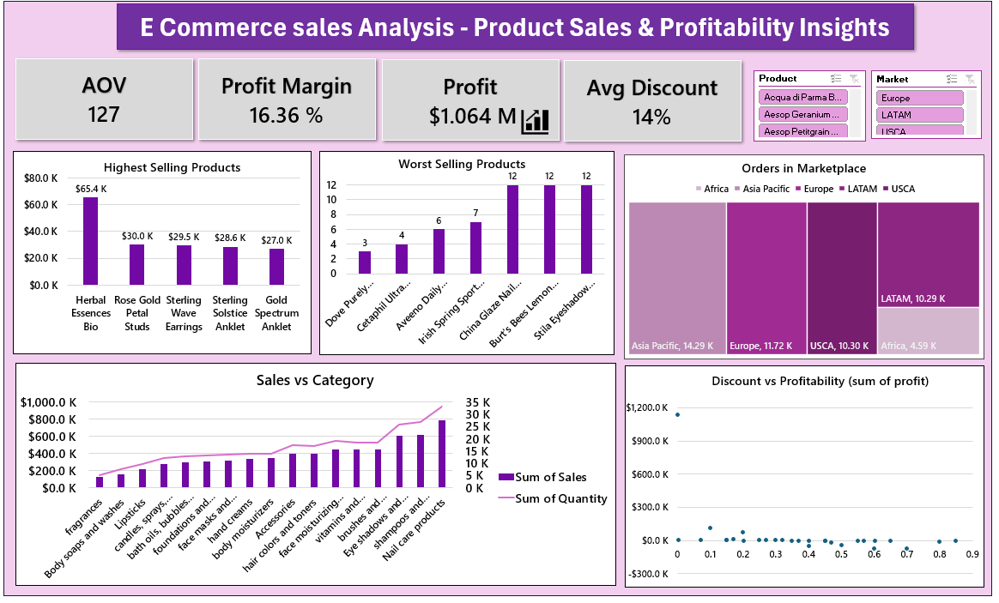 E Commerce sales Analysis - Product Sales & Profitability Insights
AOV
127
Profit Margin
16.36 %
Profit
$1.064 M
Avg Discount
14%
Product
Acqua di Parma B...
Aesop Geranium ...
Aesop Petitgrain ...
Market
Europe
LATAM
USCA
Highest Selling Products
$80.0 K
$60.0 K
$40.0 K
$20.0 K
$0.0 K
$65.4 K
$30.0 K
$29.5 K
$28.6 K
$27.0 K
Herbal Essences Bio
Rose Gold Petal Studs
Sterling Wave Earrings
Sterling Solstice Anklet
Gold Spectrum Anklet
Worst Selling Products
12
10
8
6
4
2
0
3
4
6
7
12
12
12
Dove Purely...
Cetaphil Ultra...
Aveeno Daily...
Irish Spring Sport...
China Glaze Nail...
Burt's Bees Lemon...
Stila Eyeshadow...
Orders in Marketplace
Africa
Asia Pacific
Europe
LATAM
USCA
Asia Pacific, 14.29 K
Europe, 11.72 K
USCA, 10.30 K
LATAM, 10.29 K
Africa, 4.59 K
Sales vs Category
$1,000.0 K
$800.0 K
$600.0 K
$400.0 K
$200.0 K
$0.0 K
35 K
30 K
25 K
20 K
15 K
10 K
5 K
0 K
fragrances
Body soaps and washes
Lipsticks
candles, sprays,...
bath oils, bubbles...
foundations and...
face masks and...
hand creams
body moisturizers
Accessories
hair colors and toners
face moisturizing...
vitamins and...
brushes and...
Eye shadows and...
shampoos and...
Nail care products
Sum of Sales
Sum of Quantity
Discount vs Profitability (sum of profit)
$1,200.0 K
$900.0 K
$600.0 K
$300.0 K
$0.0 K
-$300.0 K
0
0.1
0.2
0.3
0.4
0.5
0.6
0.7
0.8
0.9